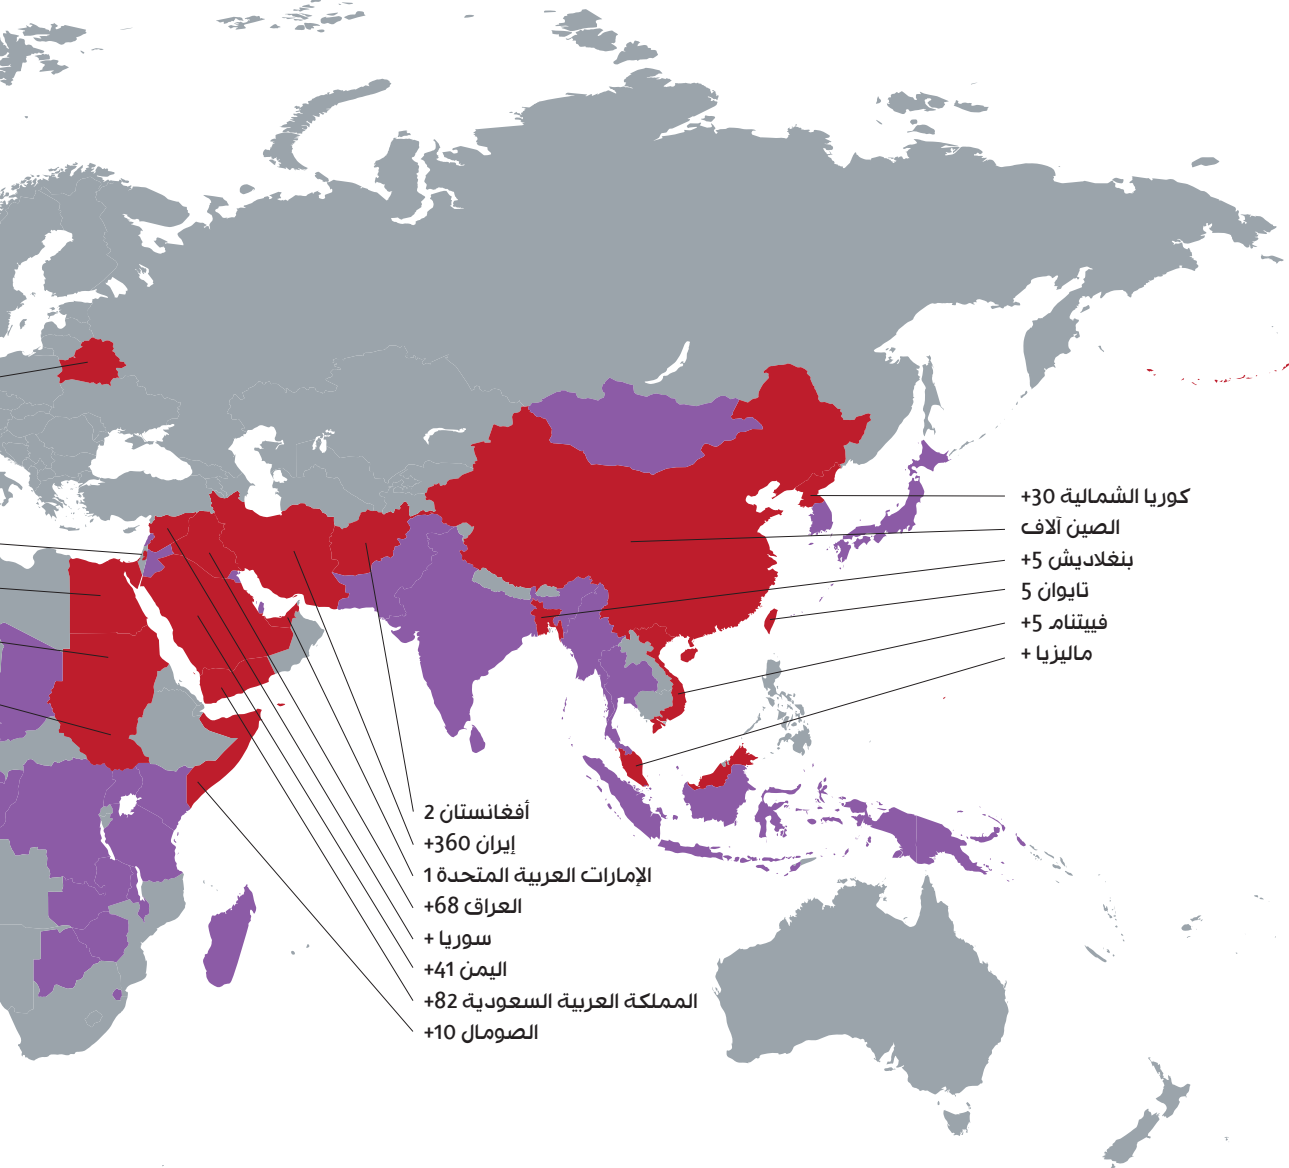 كوريا الشمالية 30+
الصين آلاف
بنغلاديش 5+
تايوان 5
فييتنام 5+
ماليزيا +
أفغانستان 2
إيران 360+
الإمارات العربية المتحدة 1
العراق 68+
سوريا +
اليمن 41+
المملكة العربية السعودية 82+
الصومال 10+